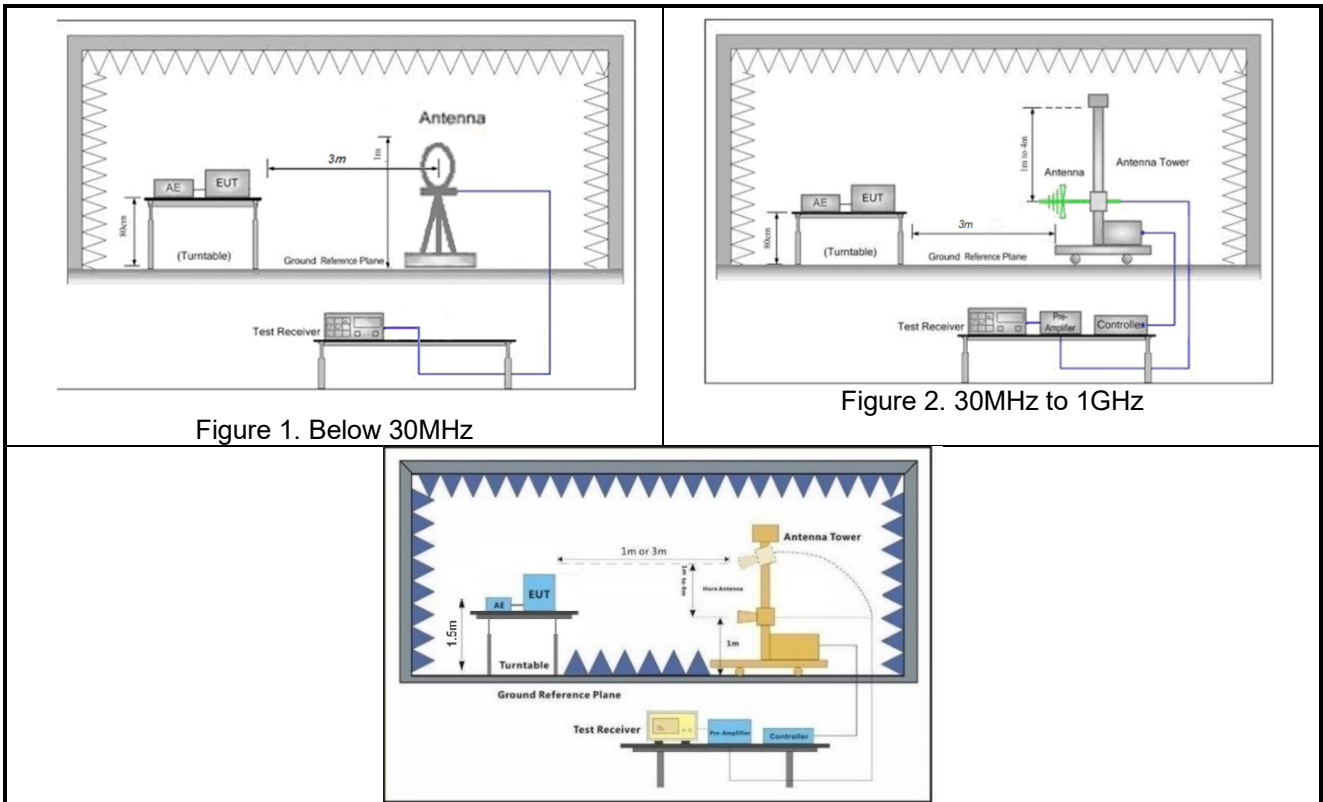 Antenna
3m
1m
AE
EUT
80cm
(Turntable)
Ground Reference Plane
Test Receiver
Figure 1. Below 30MHz
1m to 4m
Antenna Tower
Antenna
AE
EUT
3m
80cm
(Turntable)
Ground Reference Plane
Test Receiver
Pre-
Amplifier
Controller
Figure 2. 30MHz to 1GHz
Antenna Tower
1m or 3m
1m to 4m
Horn Antenna
EUT
AE
1.5m
1m
Turntable
Ground Reference Plane
Test Receiver
Pre-Amplifier
Controller